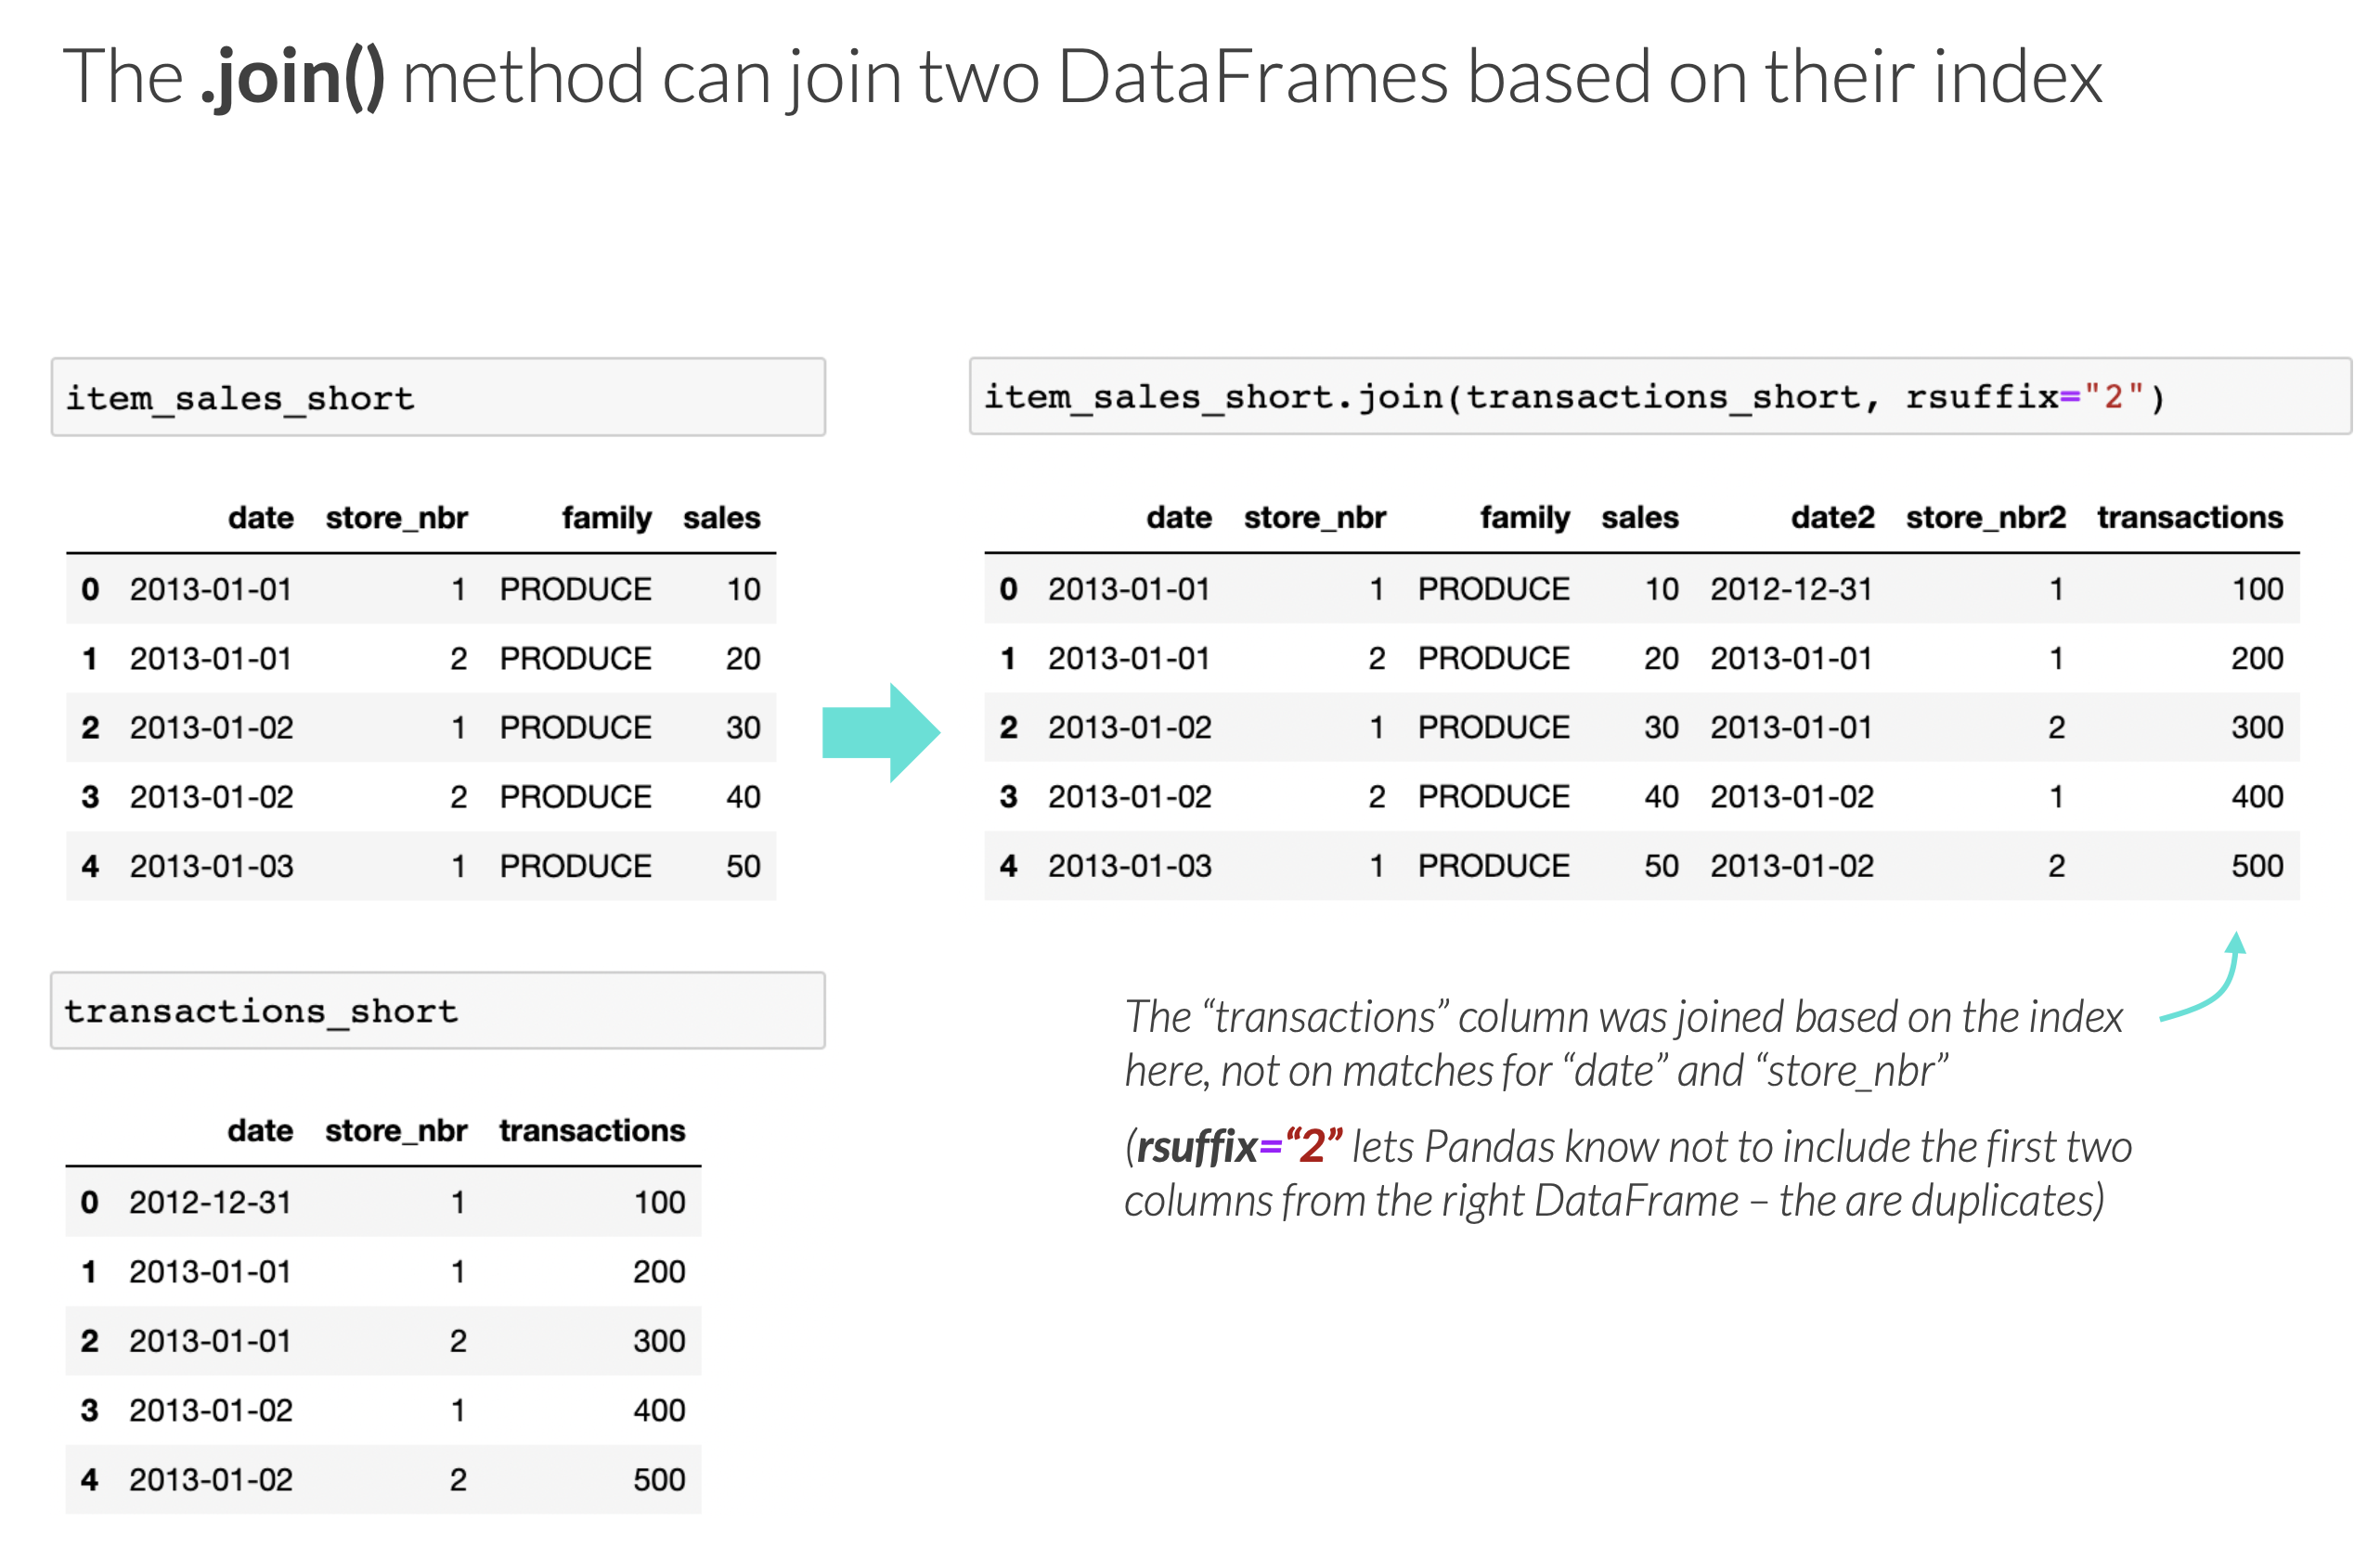 The .join() method can join two DataFrames based on their index
item_sales_short
date store_nbr family sales
0 2013-01-01 1 PRODUCE 10
1 2013-01-01 2 PRODUCE 20
2 2013-01-02 1 PRODUCE 30
3 2013-01-02 2 PRODUCE 40
4 2013-01-03 1 PRODUCE 50
transactions_short
date store_nbr transactions
0 2012-12-31 1 100
1 2013-01-01 1 200
2 2013-01-01 2 300
3 2013-01-02 1 400
4 2013-01-02 2 500
item_sales_short.join(transactions_short, rsuffix="2")
date store_nbr family sales date2 store_nbr2 transactions
0 2013-01-01 1 PRODUCE 10 2012-12-31 1 100
1 2013-01-01 2 PRODUCE 20 2013-01-01 1 200
2 2013-01-02 1 PRODUCE 30 2013-01-01 2 300
3 2013-01-02 2 PRODUCE 40 2013-01-02 1 400
4 2013-01-03 1 PRODUCE 50 2013-01-02 2 500
The “transactions” column was joined based on the index
here, not on matches for “date” and “store_nbr”
(rsuffix=“2” lets Pandas know not to include the first two
columns from the right DataFrame – the are duplicates)